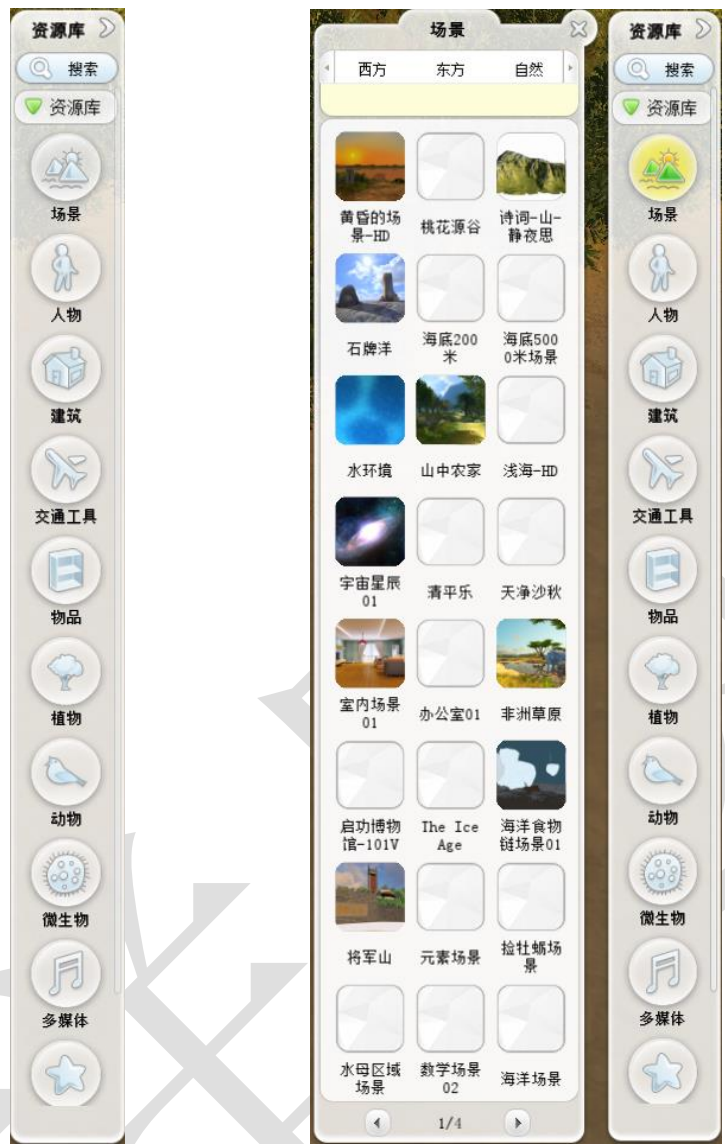 资源库
搜索
资源库
场景
人物
建筑
交通工具
物品
植物
动物
微生物
多媒体
场景
西方 东方 自然
黄昏的场
景-HD
桃花源谷
诗词-山-
静夜思
石牌洋
海底200
米
海底500
0米场景
水环境
山中农家
浅海-HD
宇宙星辰
01
清平乐
天净沙秋
室内场景
01
办公室01
非洲草原
启功博物
馆-101V
The Ice
Age
海洋食物
链场景01
将军山
元素场景
捡牡蛎场
景
水母区域
场景
数学场景
02
海洋场景
1/4
资源库
搜索
资源库
场景
人物
建筑
交通工具
物品
植物
动物
微生物
多媒体